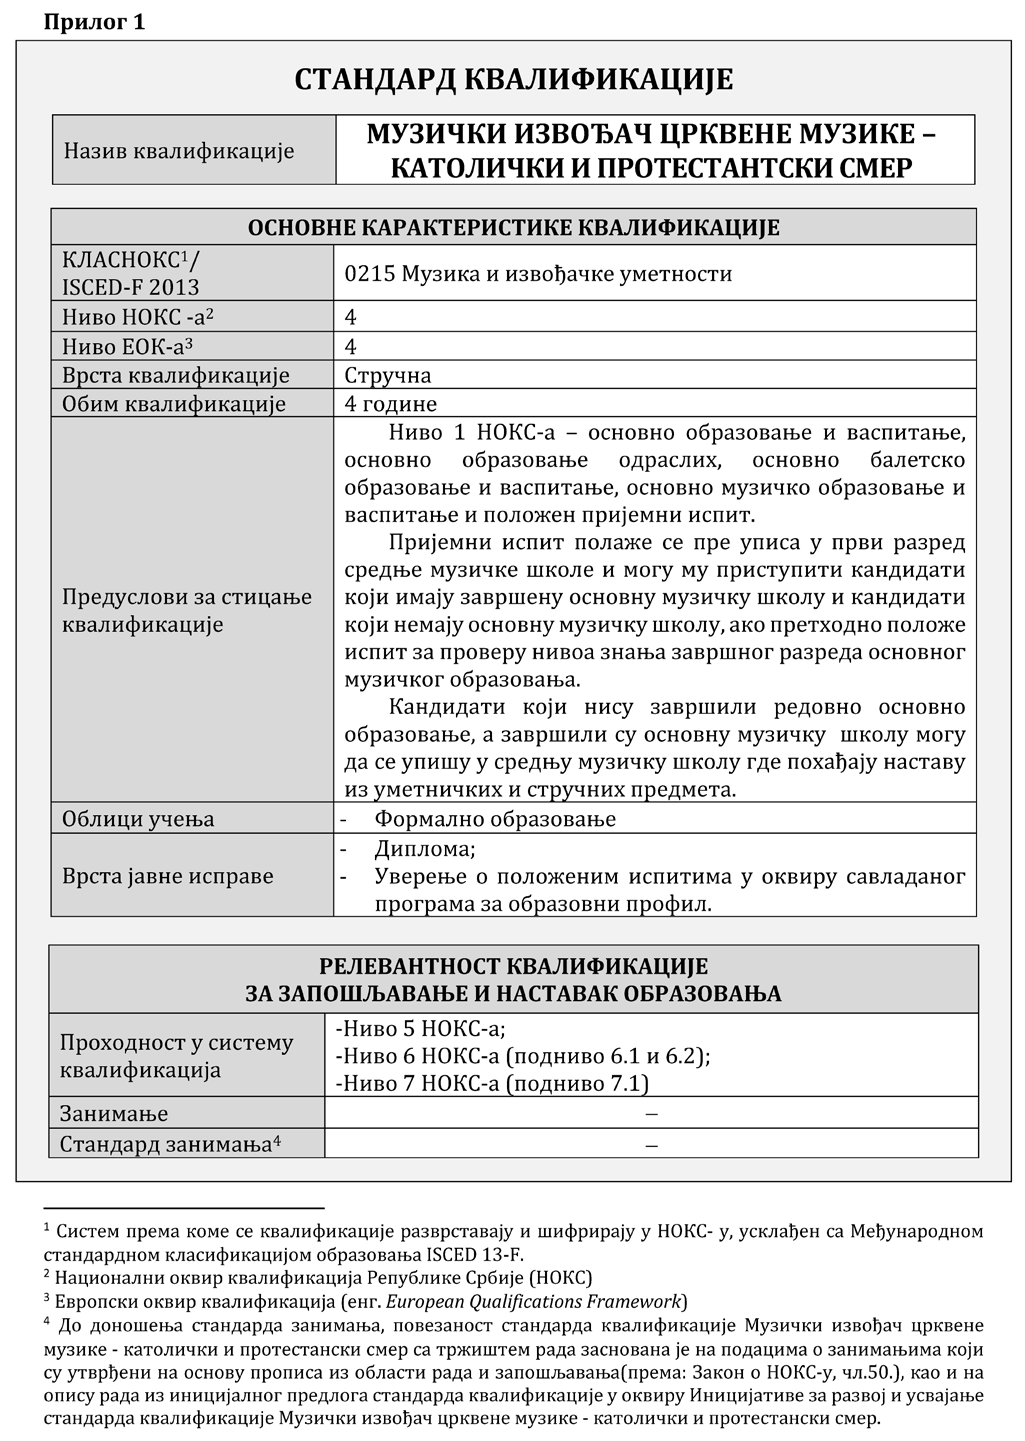 Прилог 1
СТАНДАРД КВАЛИФИКАЦИЈЕ
Назив квалификације
МУЗИЧКИ ИЗВОЂАЧ ЦРКВЕНЕ МУЗИКЕ –
КАТОЛИЧКИ И ПРОТЕСТАНТСКИ СМЕР
ОСНОВНЕ КАРАКТЕРИСТИКЕ КВАЛИФИКАЦИЈЕ
КЛАСНОКС¹/
ISCED-F 2013
0215 Музика и извођачке уметности
Ниво НОКС -а²
4
Ниво ЕОК-а³
4
Врста квалификације
Стручна
Обим квалификације
4 године
Предуслови за стицање
квалификације
Ниво 1 НОКС-а – основно образовање и васпитање,
основно образовање одраслих, основно балетско
образовање и васпитање, основно музичко образовање и
васпитање и положен пријемни испит.
Пријемни испит полаже се пре уписа у први разред
средње музичке школе и могу му приступити кандидати
који имају завршену основну музичку школу и кандидати
који немају основну музичку школу, ако претходно положе
испит за проверу нивоа знања завршног разреда основног
музичког образовања.
Кандидати који нису завршили редовно основно
образовање, а завршили су основну музичку школу могу
да се упишу у средњу музичку школу где похађају наставу
из уметничких и стручних предмета.
Облици учења
- Формално образовање
Врста јавне исправе
- Диплома;
- Уверење о положеним испитима у оквиру савладаног
програма за образовни профил.
РЕЛЕВАНТНОСТ КВАЛИФИКАЦИЈЕ
ЗА ЗАПОШЉАВАЊЕ И НАСТАВАК ОБРАЗОВАЊА
Проходност у систему
квалификација
-Ниво 5 НОКС-а;
-Ниво 6 НОКС-а (подниво 6.1 и 6.2);
-Ниво 7 НОКС-а (подниво 7.1)
Занимање
–
Стандард занимања⁴
–
¹ Систем према коме се квалификације разврставају и шифрирају у НОКС- у, усклађен са Међународном
стандардном класификацијом образовања ISCED 13-F.
² Национални оквир квалификација Републике Србије (НОКС)
³ Европски оквир квалификација (енг. European Qualifications Framework)
⁴ До доношења стандарда занимања, повезаност стандарда квалификације Музички извођач црквене
музике - католички и протестански смер са тржиштем рада заснована је на подацима о занимањима који
су утврђени на основу прописа из области рада и запошљавања(према: Закон о НОКС-у, чл.50.), као и на
опису рада из иницијалног предлога стандарда квалификације у оквиру Иницијативе за развој и усвајање
стандарда квалификације Музички извођач црквене музике - католички и протестански смер.